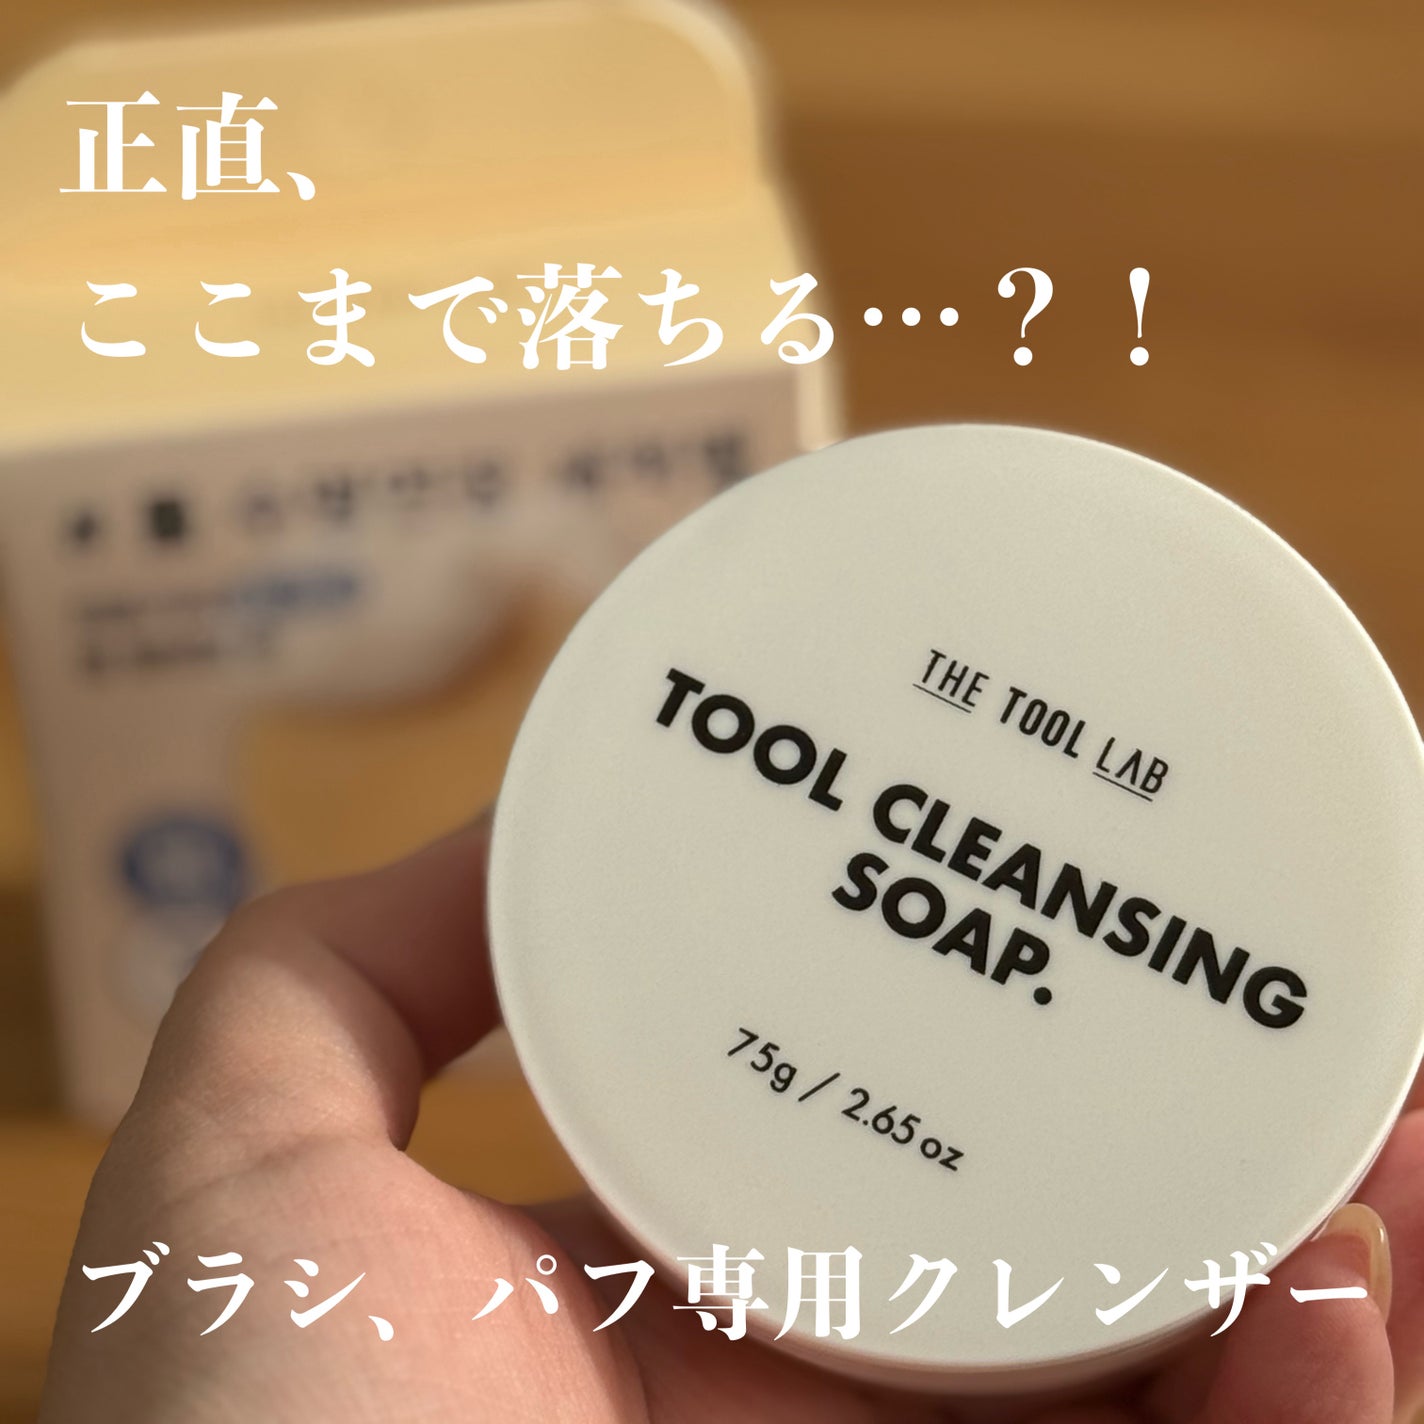 正直、
ここまで落ちる…？！
THE TOOL LAB
TOOL CLEANSING
SOAP.
75g / 2.65 oz
ブラシ、パフ専用クレンザー